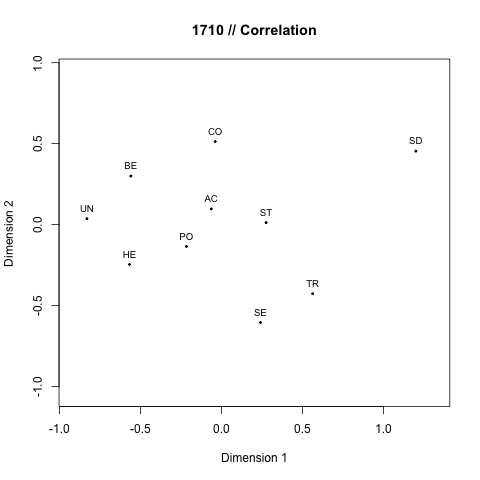 1710 // Correlation
1.0
CO
SD
0.5
BE
UN
AC
ST
0.0
PO
HE
TR
-0.5
SE
-1.0
Dimension 2
-1.0 -0.5 0.0 0.5 1.0
Dimension 1